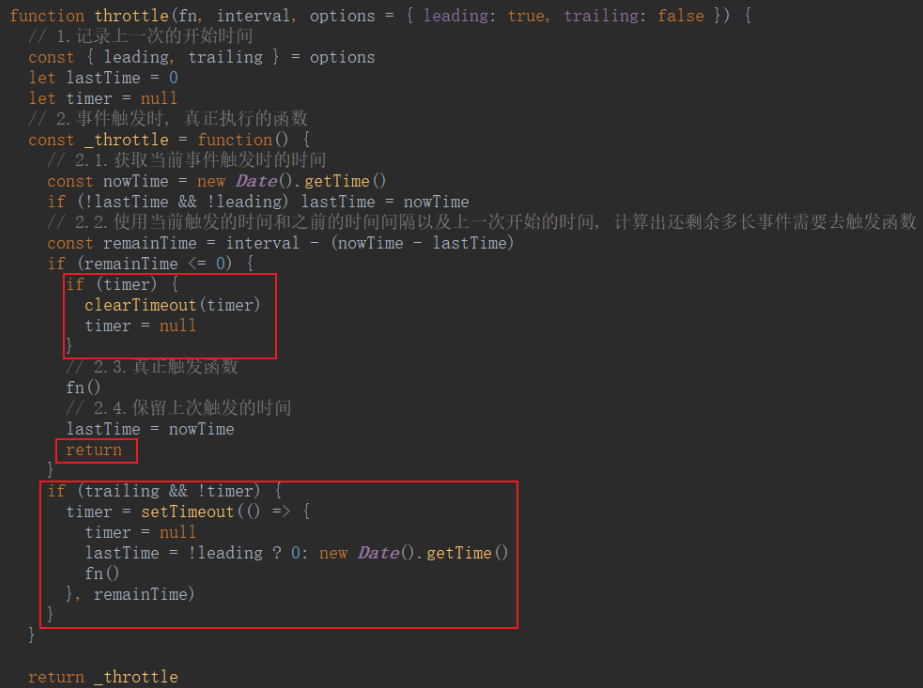 function throttle(fn, interval, options = { leading: true, trailing: false }) {
  // 1.记录上一次的开始时间
  const { leading, trailing } = options
  let lastTime = 0
  let timer = null
  // 2.事件触发时, 真正执行的函数
  const _throttle = function() {
    // 2.1.获取当前事件触发时的时间
    const nowTime = new Date().getTime()
    if (!lastTime && !leading) lastTime = nowTime
    // 2.2.使用当前触发的时间和之前的时间间隔以及上一次开始的时间, 计算出还剩余多长事件需要去触发函数
    const remainTime = interval - (nowTime - lastTime)
    if (remainTime <= 0) {
      if (timer) {
        clearTimeout(timer)
        timer = null
      }
      // 2.3.真正触发函数
      fn()
      // 2.4.保留上次触发的时间
      lastTime = nowTime
      return
    }
    if (trailing && !timer) {
      timer = setTimeout(() => {
        timer = null
        lastTime = !leading ? 0: new Date().getTime()
        fn()
      }, remainTime)
    }
  }
  return _throttle